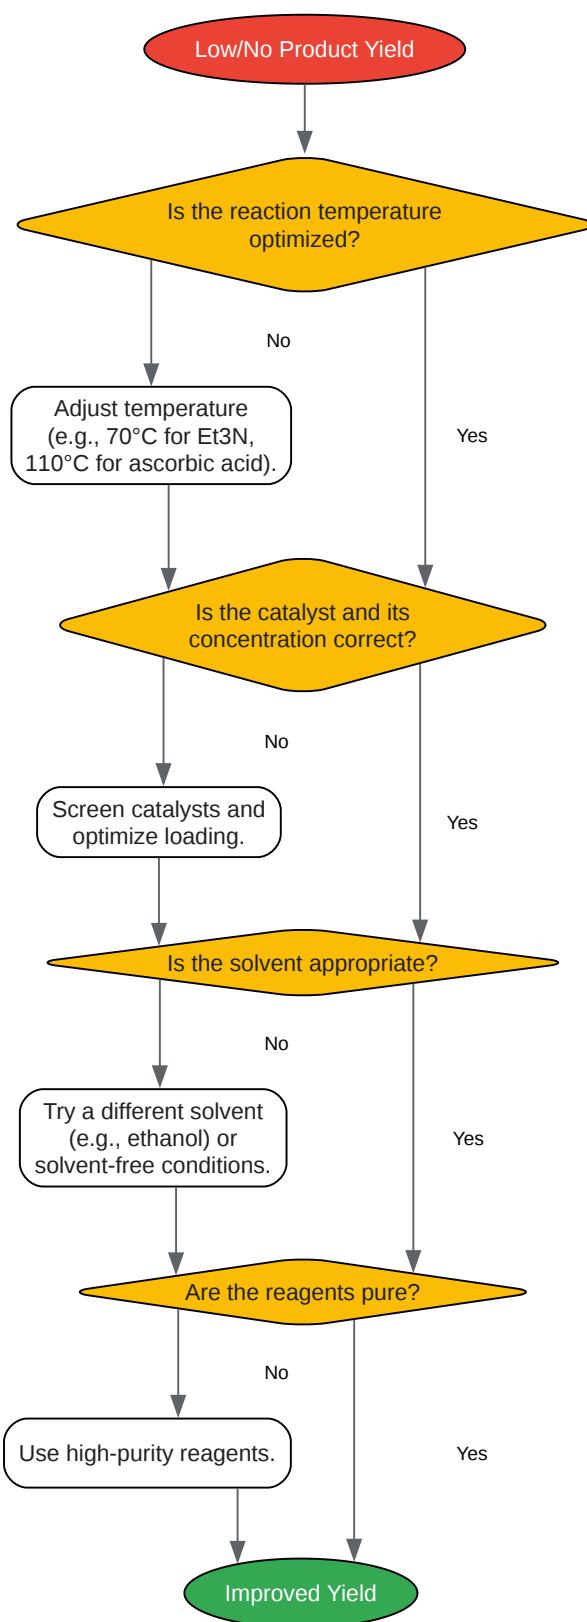 Low/No Product Yield
Is the reaction temperature
optimized?
No
Adjust temperature
(e.g., 70°C for Et3N,
110°C for ascorbic acid).
Yes
Is the catalyst and its
concentration correct?
No
Screen catalysts and
optimize loading.
Yes
Is the solvent appropriate?
No
Try a different solvent
(e.g., ethanol) or
solvent-free conditions.
Yes
Are the reagents pure?
No
Use high-purity reagents.
Yes
Improved Yield